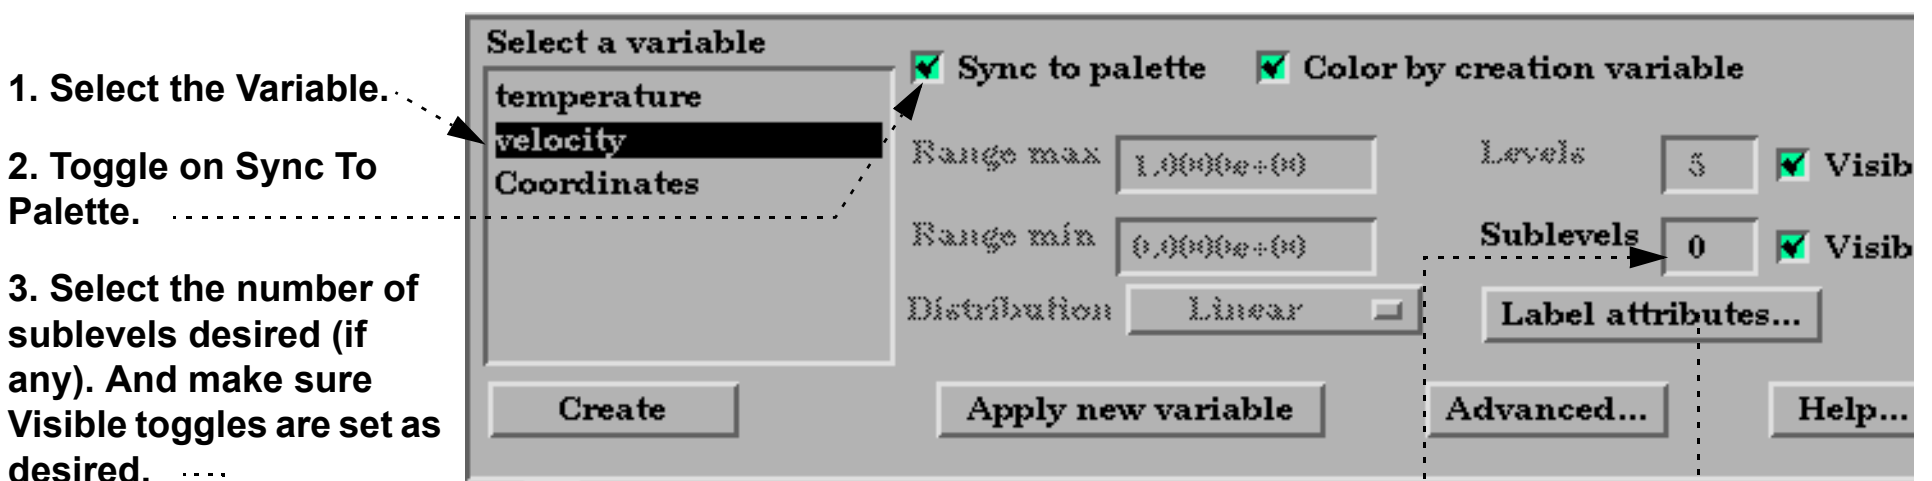 1. Select the Variable.
2. Toggle on Sync To
Palette.
3. Select the number of
sublevels desired (if
any). And make sure
Visible toggles are set as
desired.
Select a variable
temperature
velocity
Coordinates
Sync to palette
Color by creation variable
Range max
1.0000e+00
Levels
5
Visib
Range min
0.0000e+00
Sublevels
0
Visib
Distribution
Linear
Label attributes...
Create
Apply new variable
Advanced...
Help...